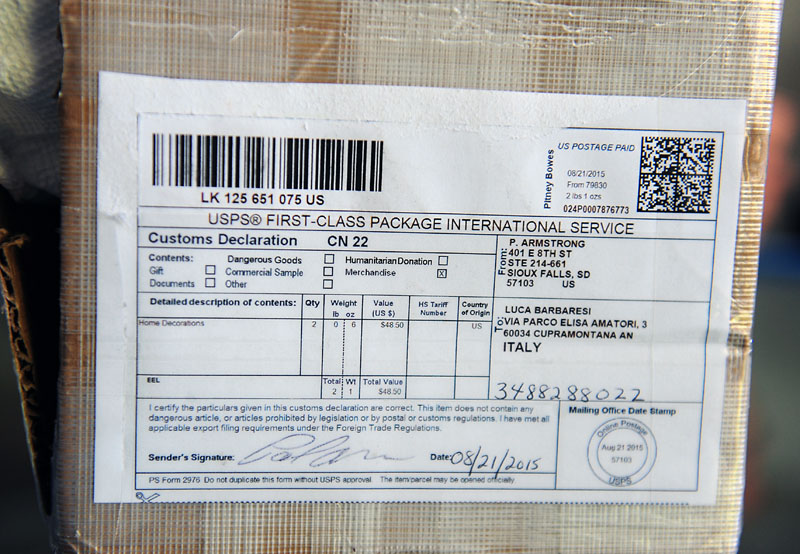 US POSTAGE PAID
Pitney Bowes
08/21/2015
From 79830
2 lbs 1 ozs
024P0007876773
LK 125 651 075 US
USPS® FIRST-CLASS PACKAGE INTERNATIONAL SERVICE
Customs Declaration CN 22
Contents: Dangerous Goods Humanitarian Donation
Gift Commercial Sample Merchandise X
Documents Other
From:
P. ARMSTRONG
401 E 8TH ST
STE 214-661
SIOUX FALLS, SD
57103 US
Detailed description of contents: Qty Weight lb oz Value (US $) HS Tariff Number Country of Origin
Home Decorations 2 0 6 $48.50 US
EEL Total Wt Total Value
2 1 $48.50
To:
LUCA BARBARESI
VIA PARCO ELISA AMATORI, 3
60034 CUPRAMONTANA AN
ITALY
3488288022
I certify the particulars given in this customs declaration are correct. This item does not contain any
dangerous article, or articles prohibited by legislation or by postal or customs regulations. I have met all
applicable export filing requirements under the Foreign Trade Regulations.
Sender's Signature: Date: 08/21/2015
PS Form 2976 Do not duplicate this form without USPS approval. The item/parcel may be opened officially.
Mailing Office Date Stamp
Online Postage
Aug 21 2015
57103
USPS